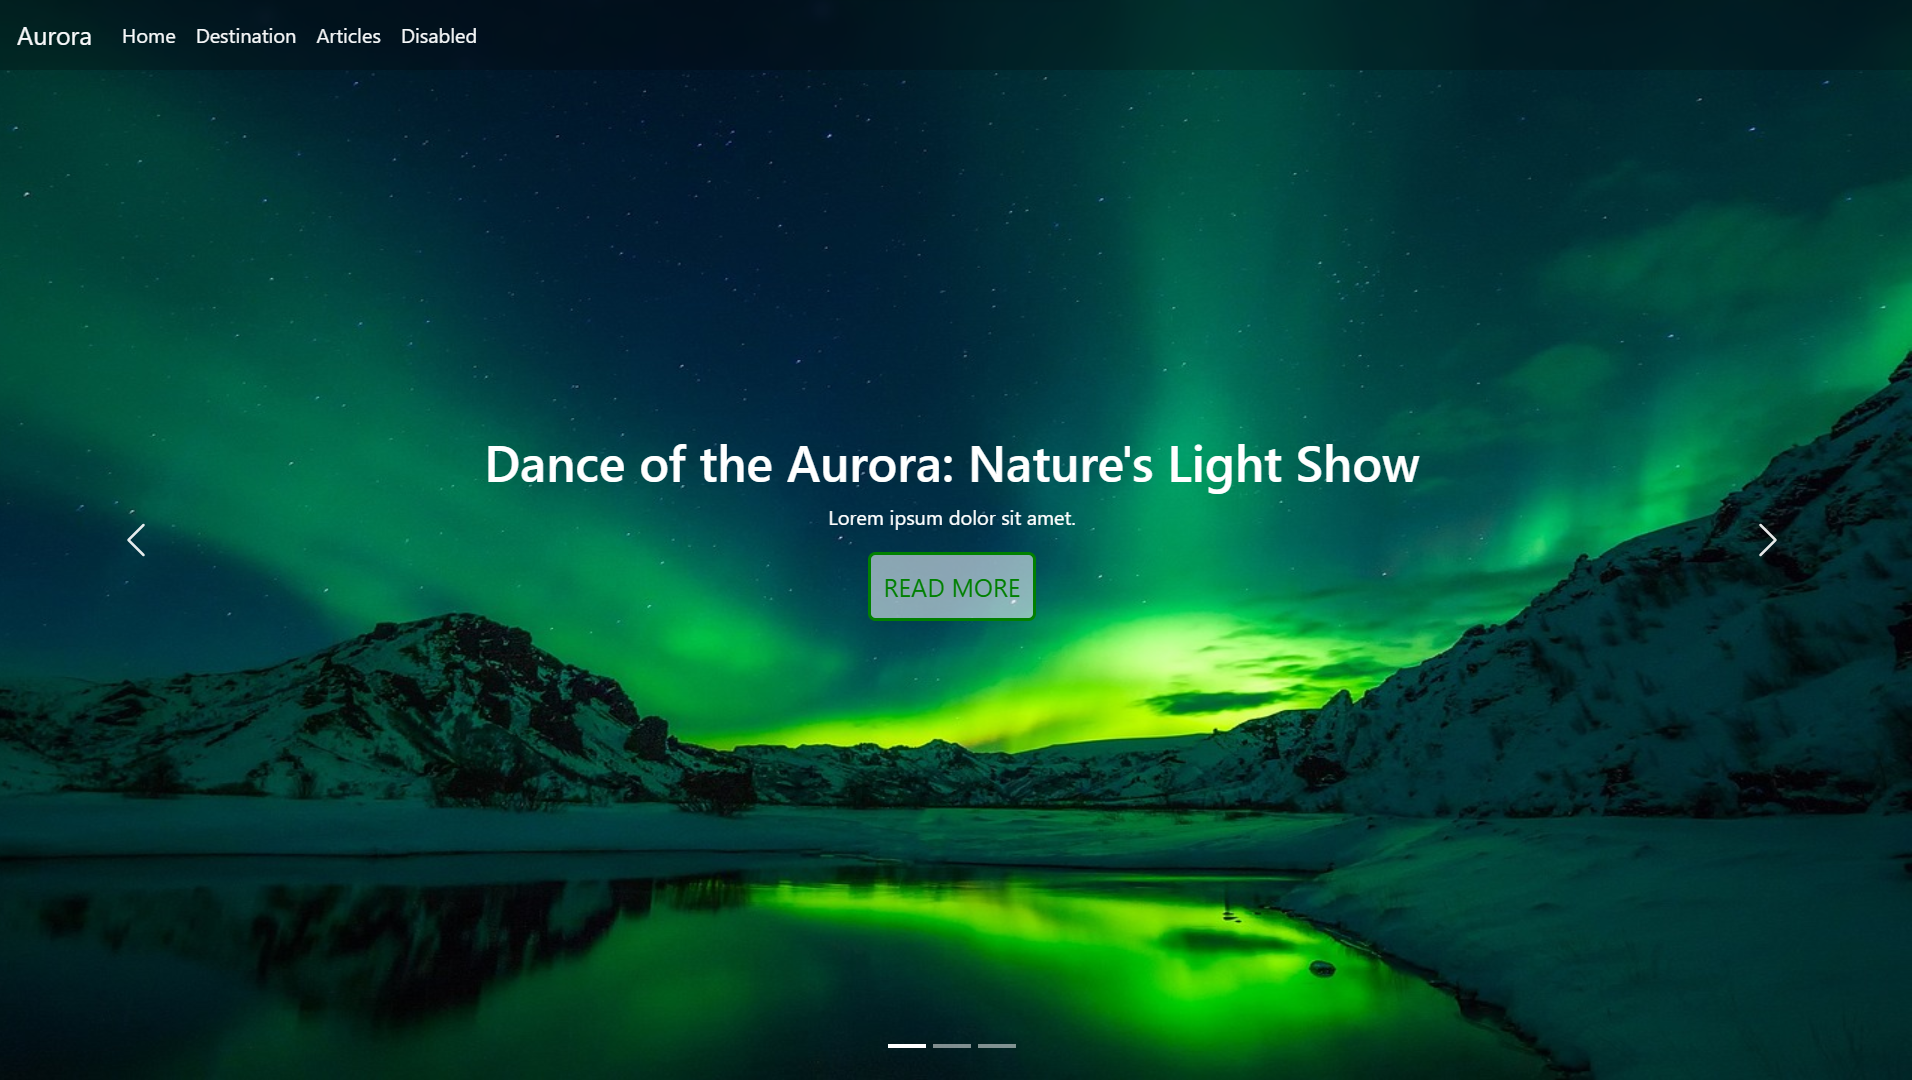 Aurora Home Destination Articles Disabled
Dance of the Aurora: Nature's Light Show
Lorem ipsum dolor sit amet.
READ MORE